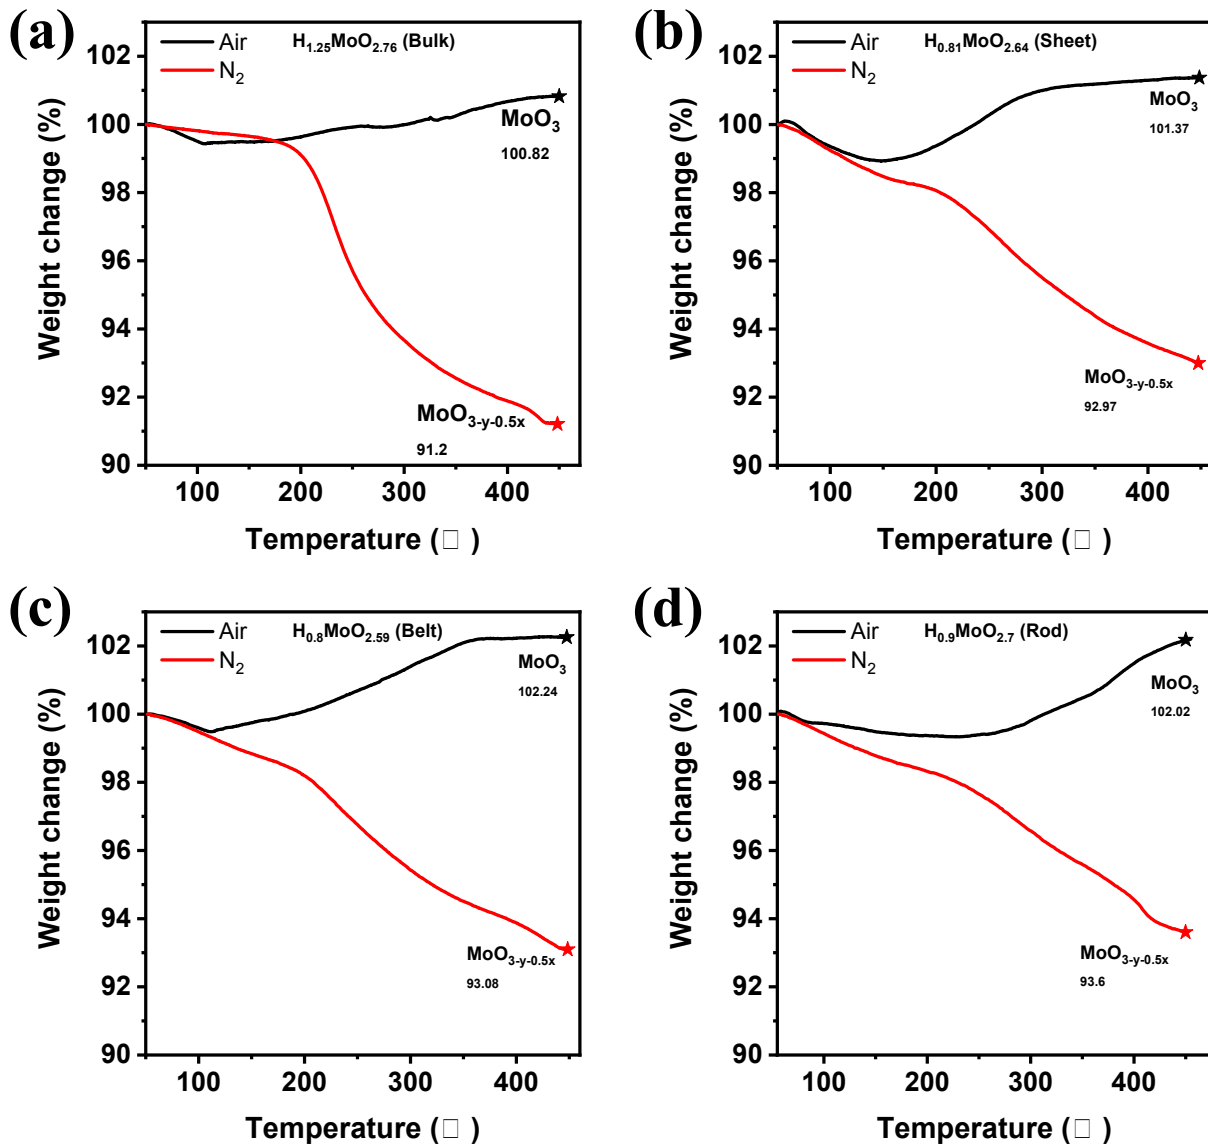 (a)
Air
N2
H1.25MoO2.76 (Bulk)
102
100
98
96
94
92
90
Weight change (%)
MoO3
100.82
MoO3-y-0.5x
91.2
100
200
300
400
Temperature (□ )
(b)
Air
N2
H0.81MoO2.64 (Sheet)
102
100
98
96
94
92
90
Weight change (%)
MoO3
101.37
MoO3-y-0.5x
92.97
100
200
300
400
Temperature (□ )
(c)
Air
N2
H0.8MoO2.59 (Belt)
102
100
98
96
94
92
90
Weight change (%)
MoO3
102.24
MoO3-y-0.5x
93.08
100
200
300
400
Temperature (□ )
(d)
Air
N2
H0.9MoO2.7 (Rod)
102
100
98
96
94
92
90
Weight change (%)
MoO3
102.02
MoO3-y-0.5x
93.6
100
200
300
400
Temperature (□ )